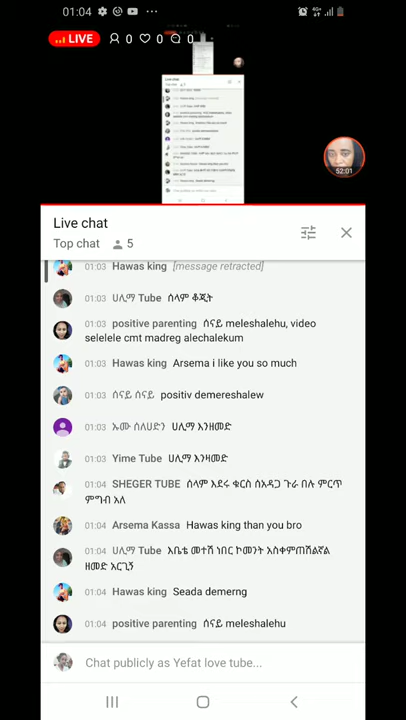 01:04
4G+
LIVE 0 0 0
52:01
Live chat
Top chat 5
01:03 Hawas king [message retracted]
01:03 ሀሊማ Tube ሰላም ቆጂት
01:03 positive parenting ሰናይ meleshalehu, video
selelele cmt madreg alechalekum
01:03 Hawas king Arsema i like you so much
01:03 ሰናይ ሰናይ positiv demereshalew
01:03 ኡሙ ሰለሀድን ሀሊማ እንዘመድ
01:03 Yime Tube ሀሊማ እንዛመድ
01:04 SHEGER TUBE ሰላም እደሩ ቁርስ ሰአዳጋ ጉራ በሉ ምርጥ
ምግብ አለ
01:04 Arsema Kassa Hawas king than you bro
01:04 ሀሊማ Tube እቤቴ መተሽ ነበር ኮመንት አስቀምጠሽልኛል
ዘመድ አርጊኝ
01:04 Hawas king Seada demerng
01:04 positive parenting ሰናይ meleshalehu
Chat publicly as Yefat love tube...